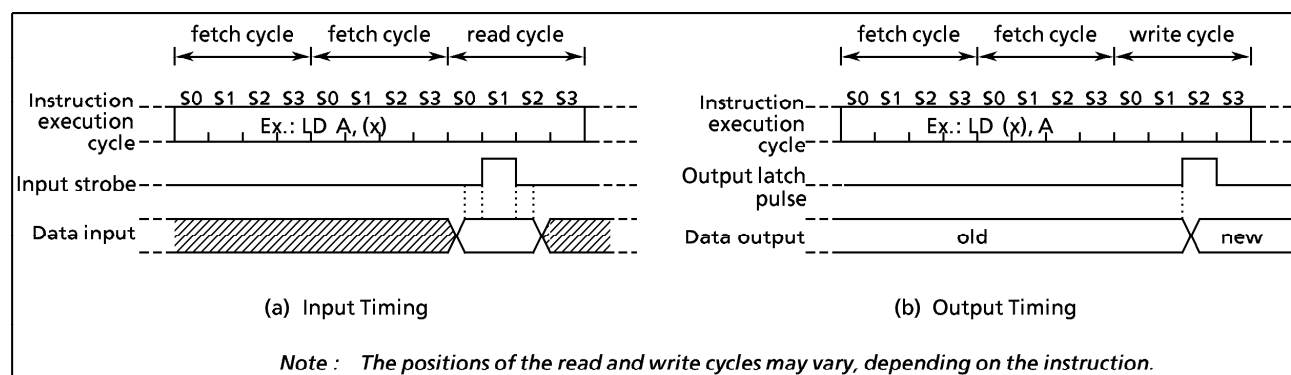 fetch cycle fetch cycle read cycle
S0 S1 S2 S3 S0 S1 S2 S3 S0 S1 S2 S3
Instruction
execution
cycle
Ex.: LD A, (x)
Input strobe
Data input
(a) Input Timing
fetch cycle fetch cycle write cycle
S0 S1 S2 S3 S0 S1 S2 S3 S0 S1 S2 S3
Instruction
execution
cycle
Ex.: LD (x), A
Output latch
pulse
Data output
old new
(b) Output Timing
Note : The positions of the read and write cycles may vary, depending on the instruction.